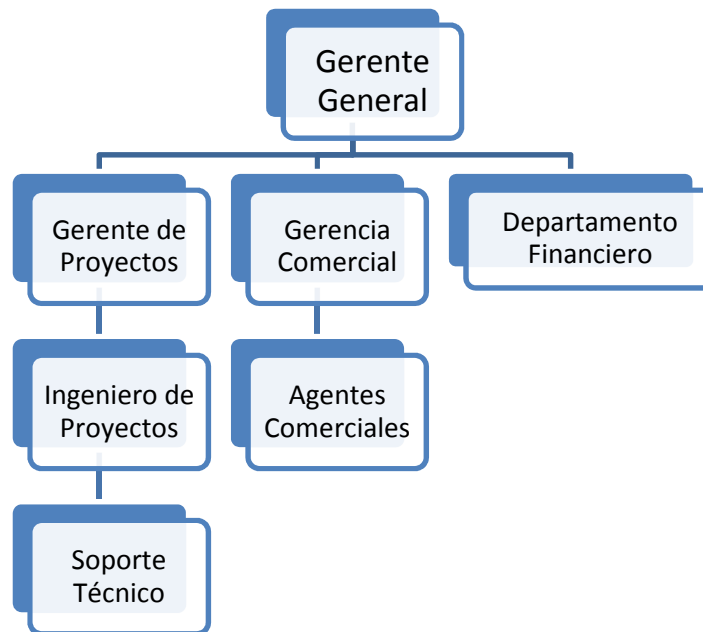 Gerente
General
Gerente de
Proyectos
Gerencia
Comercial
Departamento
Financiero
Ingeniero de
Proyectos
Agentes
Comerciales
Soporte
Técnico